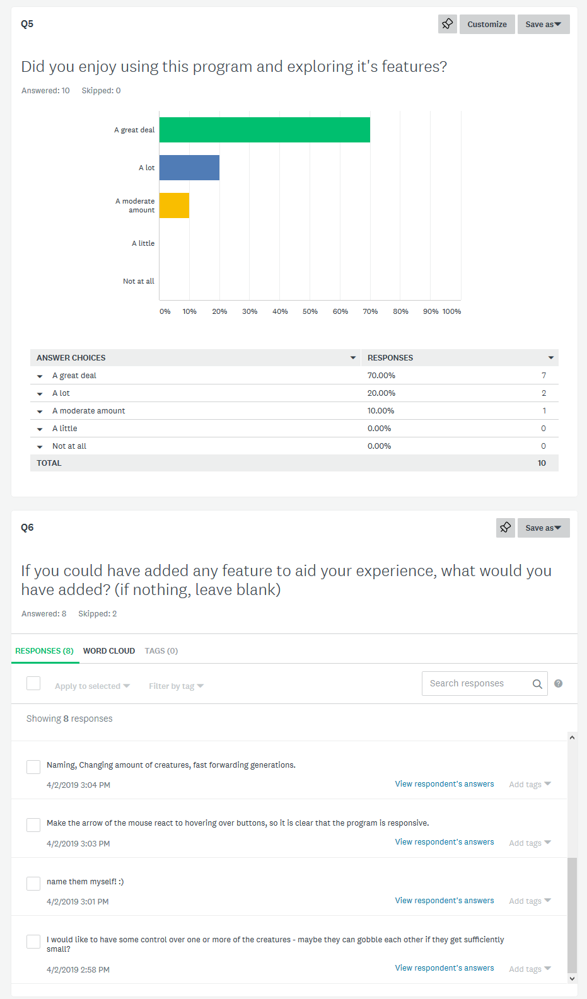 Q5
Customize
Save as
Did you enjoy using this program and exploring it's features?
Answered: 10 Skipped: 0
A great deal
A lot
A moderate
amount
A little
Not at all
0% 10% 20% 30% 40% 50% 60% 70% 80% 90% 100%
ANSWER CHOICES RESPONSES
A great deal 70.00% 7
A lot 20.00% 2
A moderate amount 10.00% 1
A little 0.00% 0
Not at all 0.00% 0
TOTAL 10
Q6
Save as
If you could have added any feature to aid your experience, what would you
have added? (if nothing, leave blank)
Answered: 8 Skipped: 2
RESPONSES (8) WORD CLOUD TAGS (0)
Apply to selected Filter by tag Search responses ?
Showing 8 responses
Naming, Changing amount of creatures, fast forwarding generations.
4/2/2019 3:04 PM View respondent's answers Add tags
Make the arrow of the mouse react to hovering over buttons, so it is clear that the program is responsive.
4/2/2019 3:03 PM View respondent's answers Add tags
name them myself! :)
4/2/2019 3:01 PM View respondent's answers Add tags
I would like to have some control over one or more of the creatures - maybe they can gobble each other if they get sufficiently
small?
4/2/2019 2:58 PM View respondent's answers Add tags